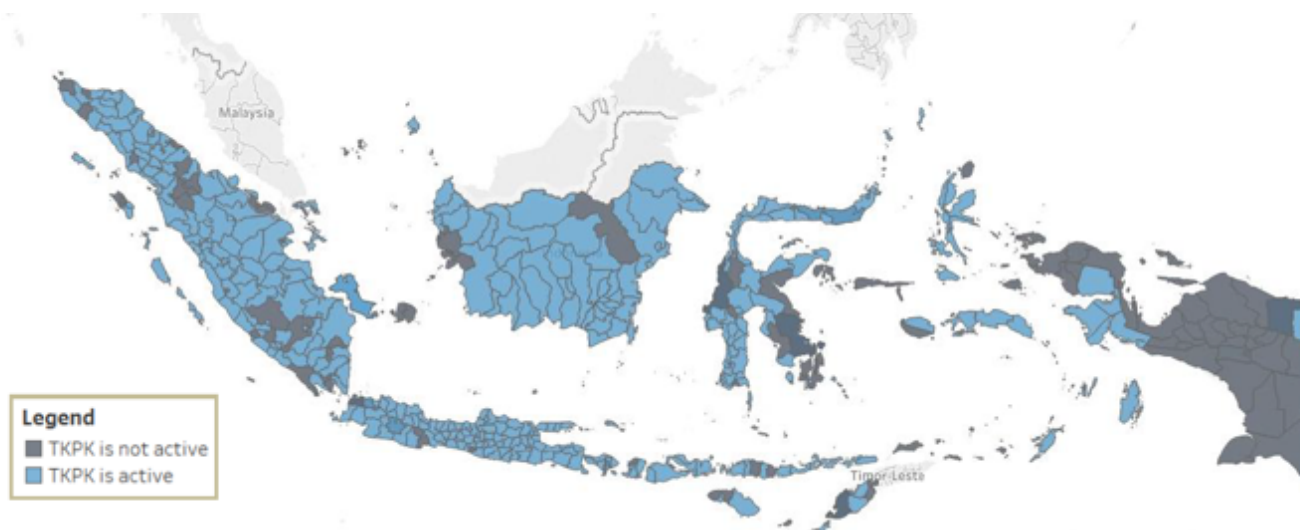 Malaysia
Legend
TKPK is not active
TKPK is active
Timor-Leste